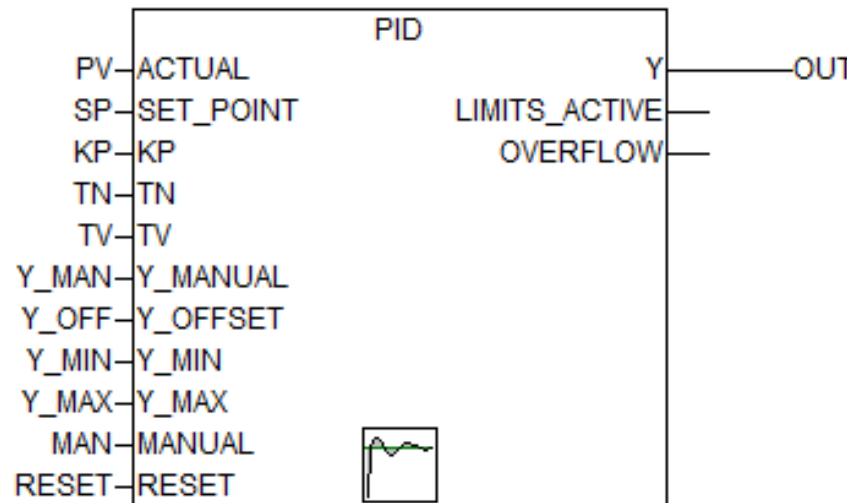 PID
PV ACTUAL Y OUT
SP SET_POINT LIMITS_ACTIVE
KP KP OVERFLOW
TN TN
TV TV
Y_MAN Y_MANUAL
Y_OFF Y_OFFSET
Y_MIN Y_MIN
Y_MAX Y_MAX
MAN MANUAL
RESET RESET